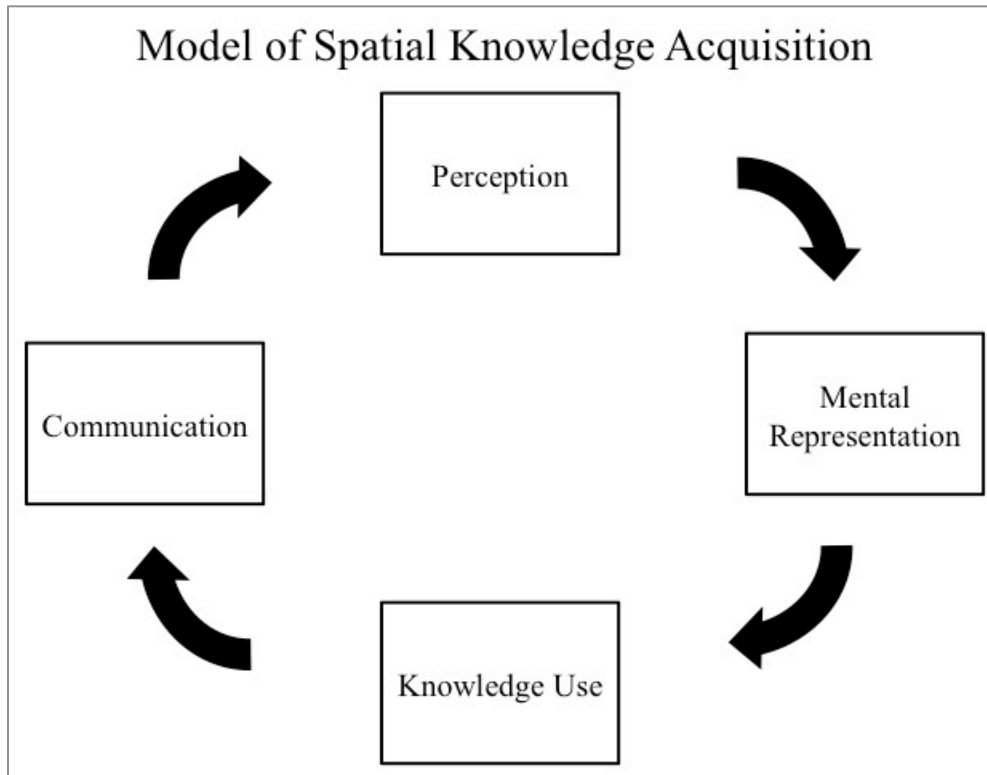 Model of Spatial Knowledge Acquisition
Perception
Communication
Mental
Representation
Knowledge Use